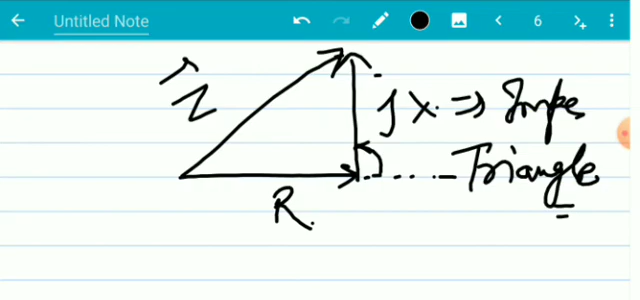 Untitled Note
6
Z
jx. ⇒ Impe
Triangle
R.